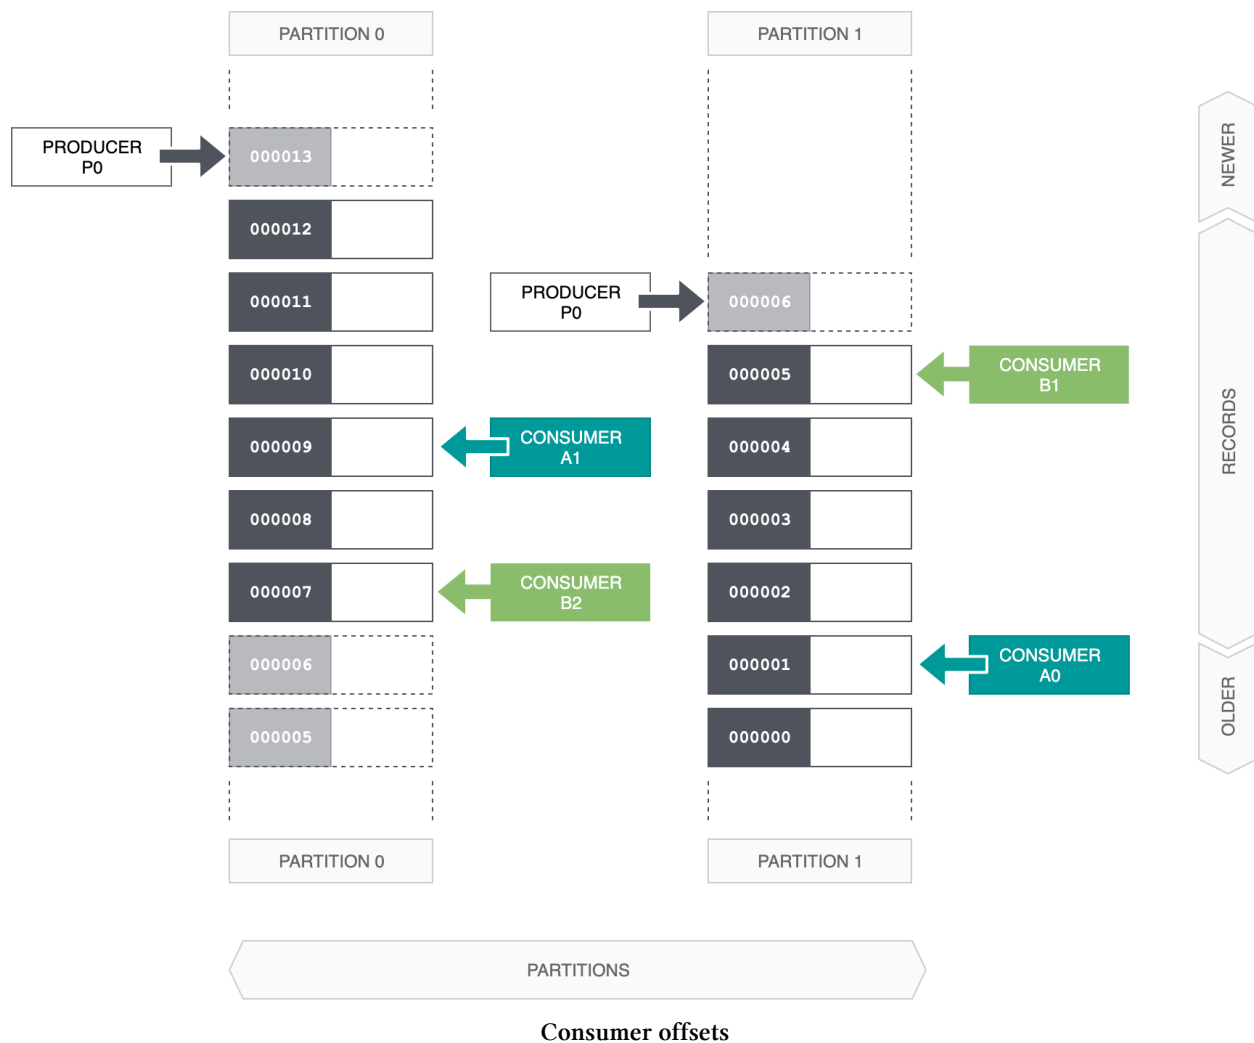 PARTITION 0
PARTITION 1
PRODUCER
P0
000013
NEWER
000012
000011
PRODUCER
P0
000006
000010
000005
CONSUMER
B1
000009
CONSUMER
A1
000004
RECORDS
000008
000003
000007
CONSUMER
B2
000002
000006
000001
CONSUMER
A0
OLDER
000005
000000
PARTITION 0
PARTITION 1
PARTITIONS
Consumer offsets